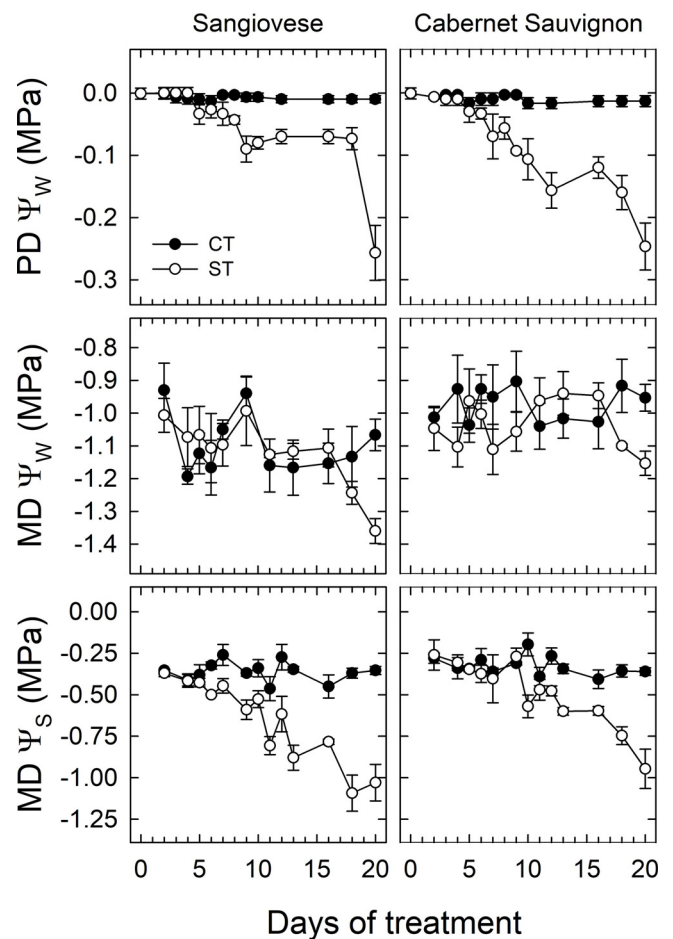 Sangiovese Cabernet Sauvignon
PD Ψ_W (MPa)
0.0
-0.1
-0.2
-0.3
CT
ST
MD Ψ_W (MPa)
-0.8
-0.9
-1.0
-1.1
-1.2
-1.3
-1.4
MD Ψ_S (MPa)
0.00
-0.25
-0.50
-0.75
-1.00
-1.25
0 5 10 15 20 0 5 10 15 20
Days of treatment